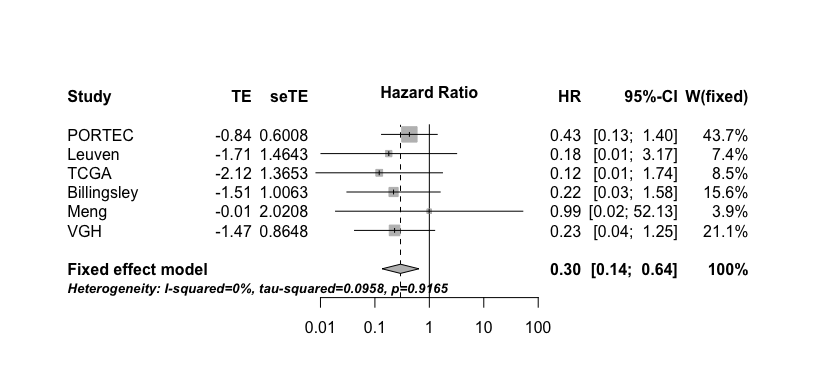 Study TE seTE Hazard Ratio HR 95%-CI W(fixed)
PORTEC -0.84 0.6008 0.43 [0.13; 1.40] 43.7%
Leuven -1.71 1.4643 0.18 [0.01; 3.17] 7.4%
TCGA -2.12 1.3653 0.12 [0.01; 1.74] 8.5%
Billingsley -1.51 1.0063 0.22 [0.03; 1.58] 15.6%
Meng -0.01 2.0208 0.99 [0.02; 52.13] 3.9%
VGH -1.47 0.8648 0.23 [0.04; 1.25] 21.1%
Fixed effect model 0.30 [0.14; 0.64] 100%
Heterogeneity: I-squared=0%, tau-squared=0.0958, p=0.9165
0.01 0.1 1 10 100